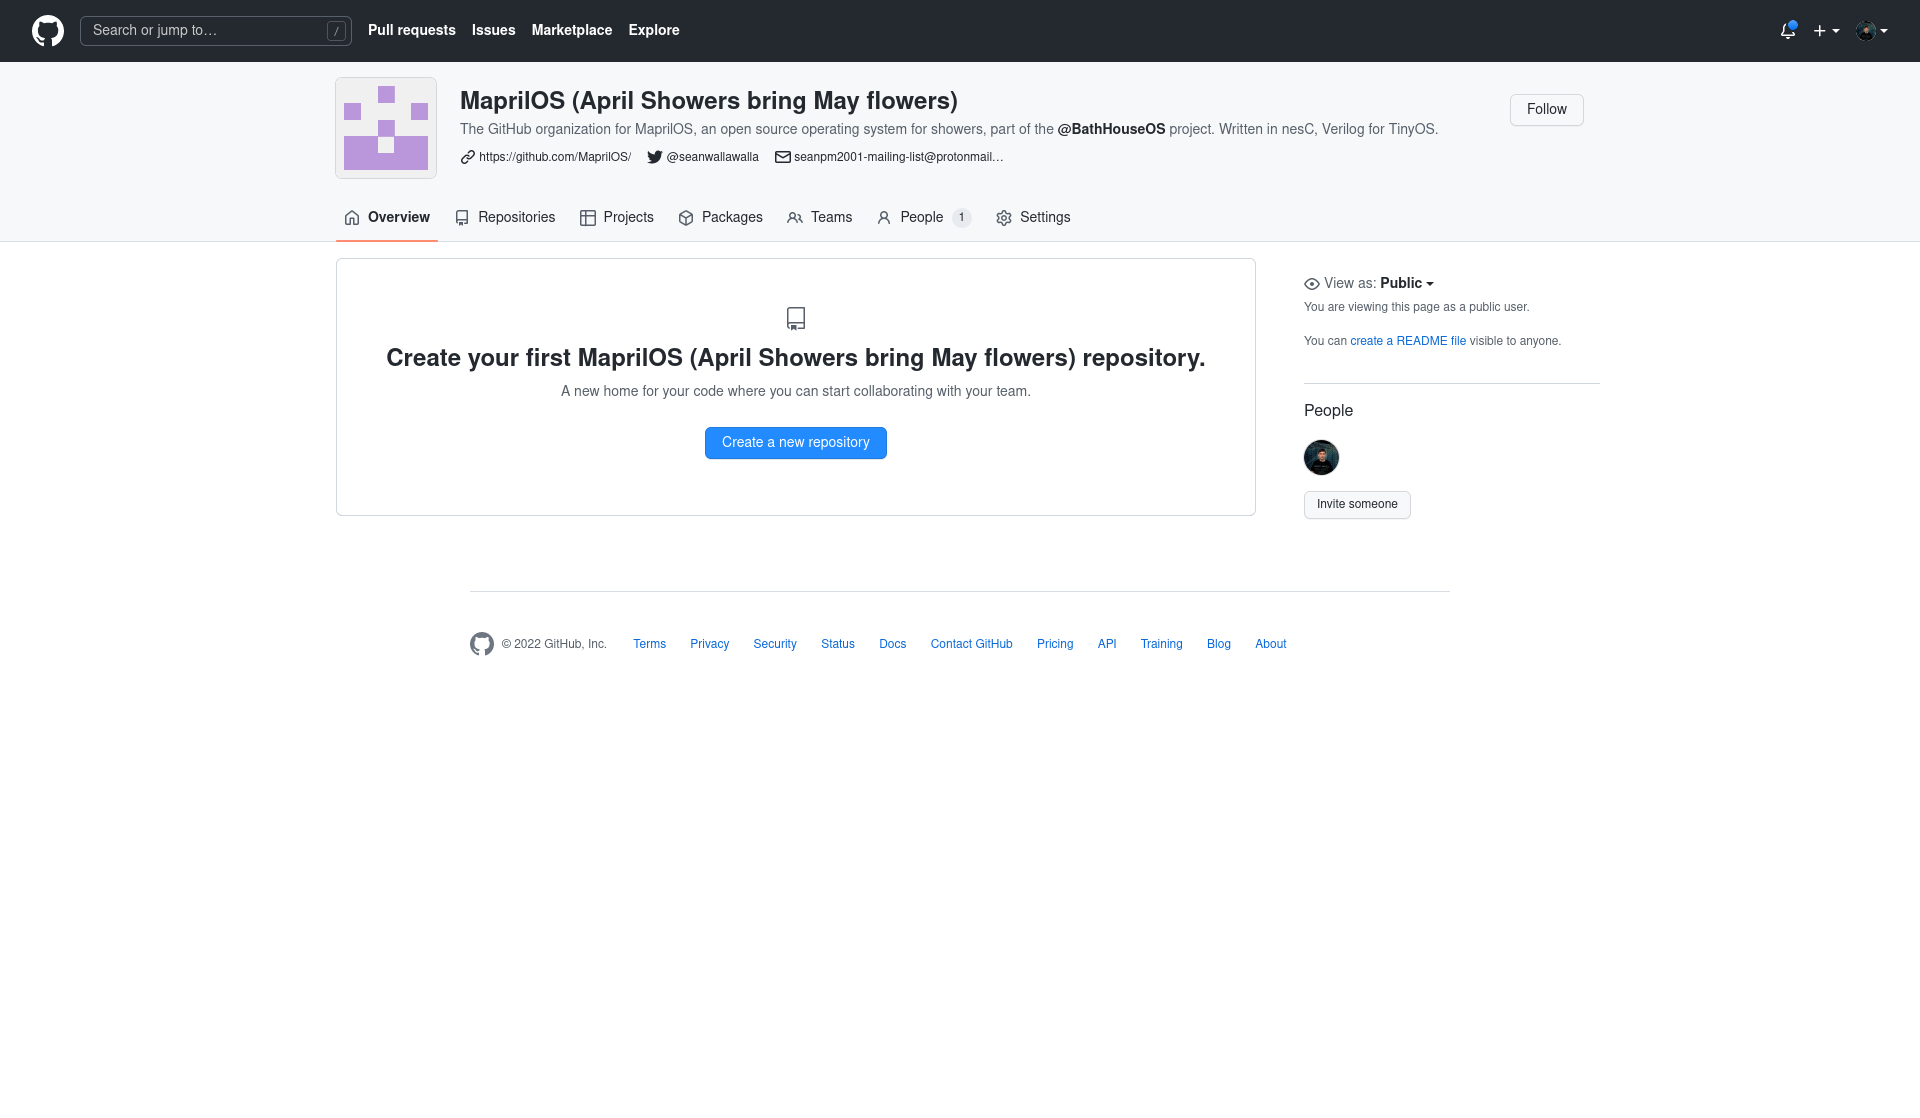 Search or jump to…
/
Pull requests
Issues
Marketplace
Explore
MaprilOS (April Showers bring May flowers)
The GitHub organization for MaprilOS, an open source operating system for showers, part of the @BathHouseOS project. Written in nesC, Verilog for TinyOS.
https://github.com/MaprilOS/
@seanwallawalla
seanpm2001-mailing-list@protonmail…
Follow
Overview
Repositories
Projects
Packages
Teams
People 1
Settings
Create your first MaprilOS (April Showers bring May flowers) repository.
A new home for your code where you can start collaborating with your team.
Create a new repository
View as: Public
You are viewing this page as a public user.
You can create a README file visible to anyone.
People
Invite someone
© 2022 GitHub, Inc.
Terms
Privacy
Security
Status
Docs
Contact GitHub
Pricing
API
Training
Blog
About